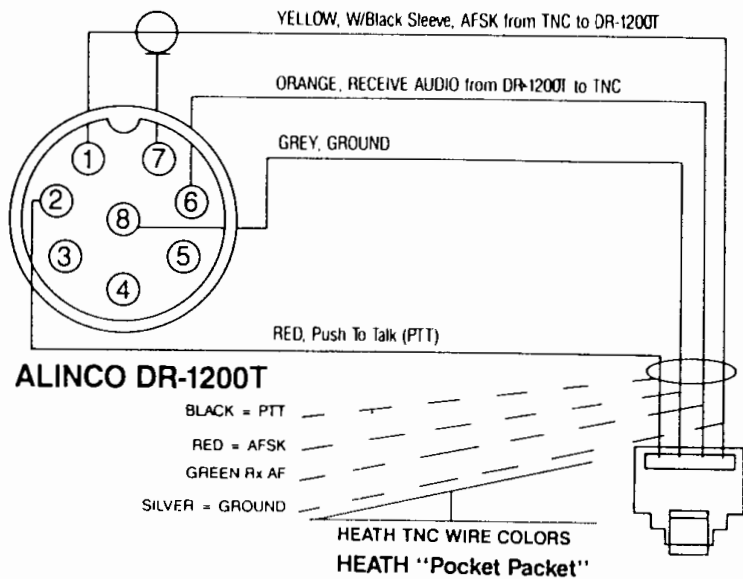 YELLOW, W/Black Sleeve, AFSK from TNC to DR-1200T
ORANGE, RECEIVE AUDIO from DR-1200T to TNC
GREY, GROUND
1
7
2
6
8
3
5
4
RED, Push To Talk (PTT)
ALINCO DR-1200T
BLACK = PTT
RED = AFSK
GREEN Rx AF
SILVER = GROUND
HEATH TNC WIRE COLORS
HEATH "Pocket Packet"